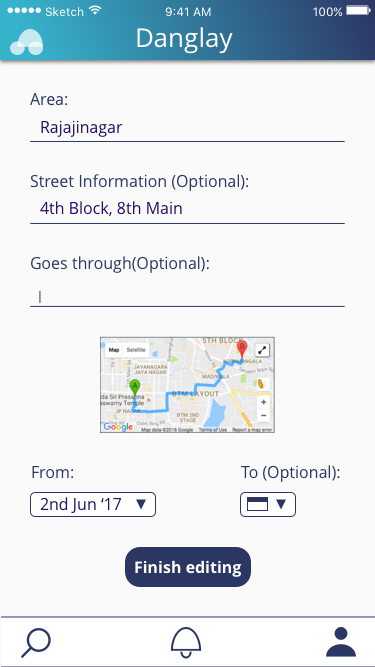 Sketch 9:41 AM 100%
Danglay
Area:
Rajajinagar
Street Information (Optional):
4th Block, 8th Main
Goes through(Optional):
5TH BLOCK
Map Satellite
B
KORAMANGALA
JAYANAGARA
JAYA NAGAR
MADIWALA
A
da Sri Prasanna
aswamy Temple
BTM LAYOUT
JP NAGAR
BTM 2ND
STAGE
Google Map data ©2016 Google Terms of Use Report a map error
From: To (Optional):
2nd Jun ‘17
Finish editing